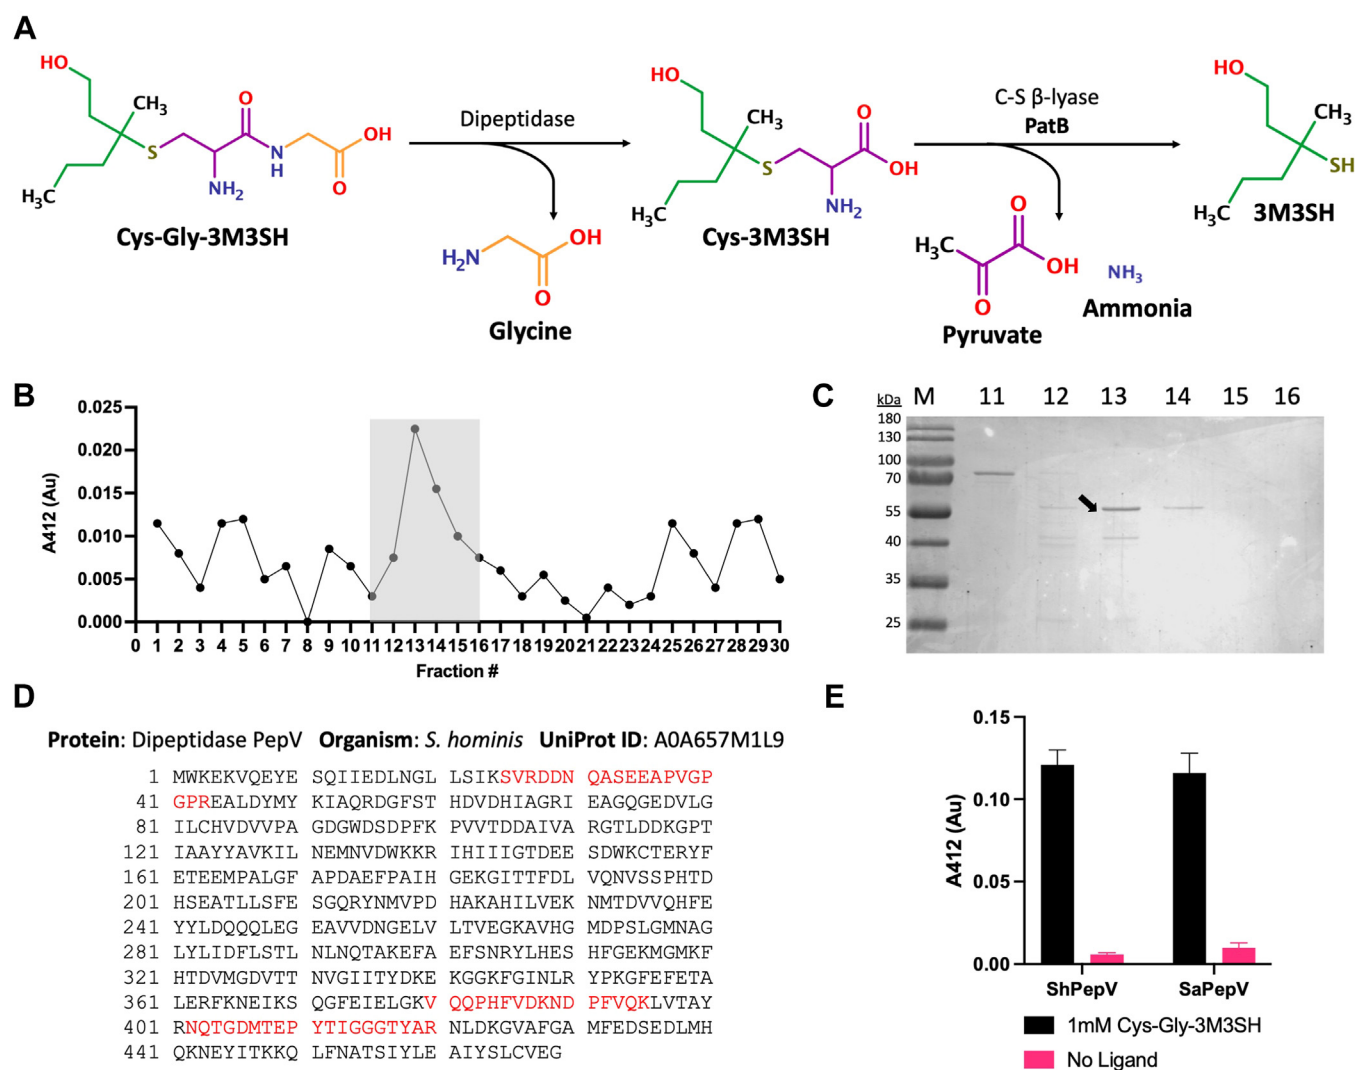 A
HO
CH3
O
OH
S
N
H
NH2
O
H3C
Cys-Gly-3M3SH
Dipeptidase
H2N
OH
O
Glycine
HO
CH3
O
S
OH
NH2
H3C
Cys-3M3SH
C-S β-lyase
PatB
O
H3C
OH
O
Pyruvate
NH3
Ammonia
HO
CH3
SH
H3C
3M3SH
B
A412 (Au)
0.025
0.020
0.015
0.010
0.005
0.000
0 1 2 3 4 5 6 7 8 9 10 11 12 13 14 15 16 17 18 19 20 21 22 23 24 25 26 27 28 29 30
Fraction #
C
kDa M 11 12 13 14 15 16
180
130
100
70
55
40
35
25
D
Protein: Dipeptidase PepV Organism: S. hominis UniProt ID: A0A657M1L9
1 MWKEKVQEYE SQIIEDLNGL LSIKSVRDDN QASEEAPVGP
41 GPREALDYMY KIAQRDGFST HDVDHIAGRI EAGQGEDVLG
81 ILCHVDVVPA GDGWDSDPFK PVVTDDAIVA RGTLDDKGPT
121 IAAYYAVKIL NEMNVDWKKR IHIIIGTDEE SDWKCTERYF
161 ETEEMPALGF APDAEFPAIH GEKGITTFDL VQNVSSPHTD
201 HSEATLLSFE SGQRYNMVPD HAKAHILVEK NMTDVVQHFE
241 YYLDQQQLEG EAVVDNGELV LTVEGKAVHG MDPSLGMNAG
281 LYLIDFLSTL NLNQTAKEFA EFSNRYLHES HFGEKMGMKF
321 HTDVMGDVTT NVGIITYDKE KGGKFGINLR YPKGFEFETA
361 LERFKNEIKS QGFEIELGKV QQPHFVDKND PFVQKLVTAY
401 RNQTGDMTEP YTIGGGTYAR NLDKGVAFGA MFEDSEDLMH
441 QKNEYITKKQ LFNATSIYLE AIYSLCVEG
E
A412 (Au)
0.15
0.10
0.05
0.00
ShPepV SaPepV
1mM Cys-Gly-3M3SH
No Ligand